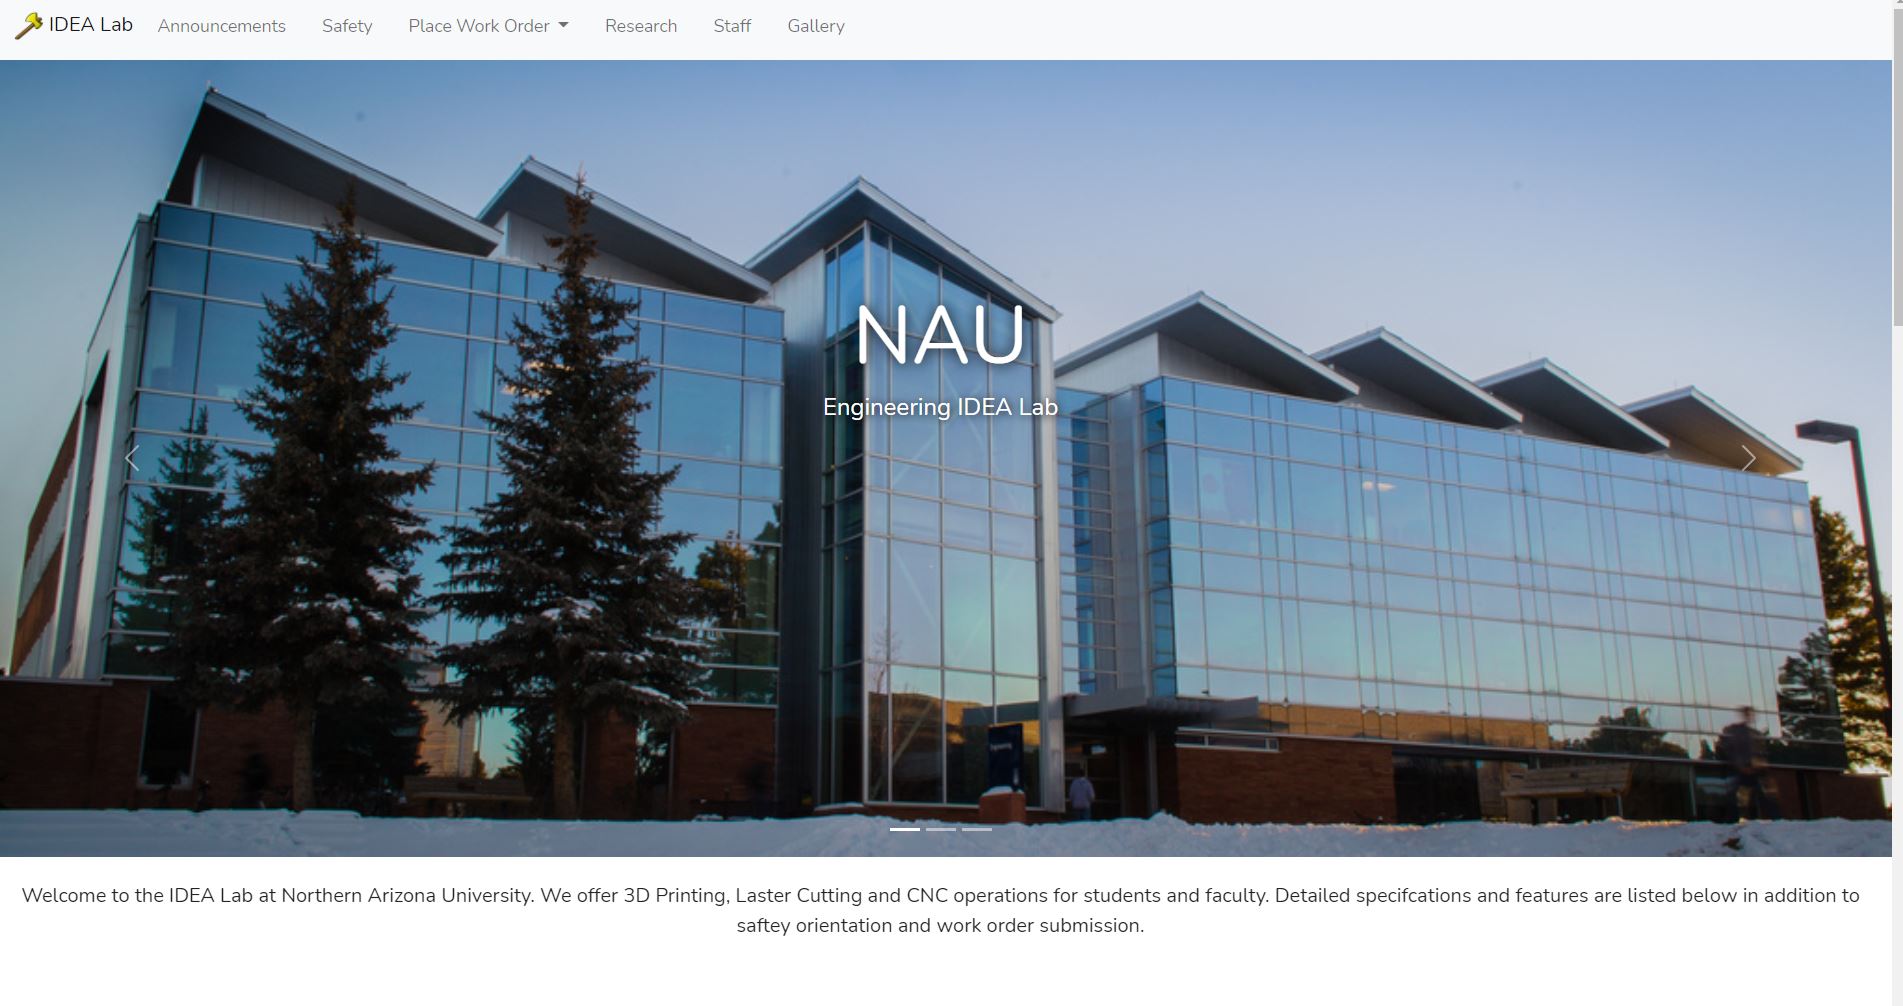 IDEA Lab Announcements Safety Place Work Order Research Staff Gallery
NAU
Engineering IDEA Lab
Welcome to the IDEA Lab at Northern Arizona University. We offer 3D Printing, Laster Cutting and CNC operations for students and faculty. Detailed specifcations and features are listed below in addition to
saftey orientation and work order submission.